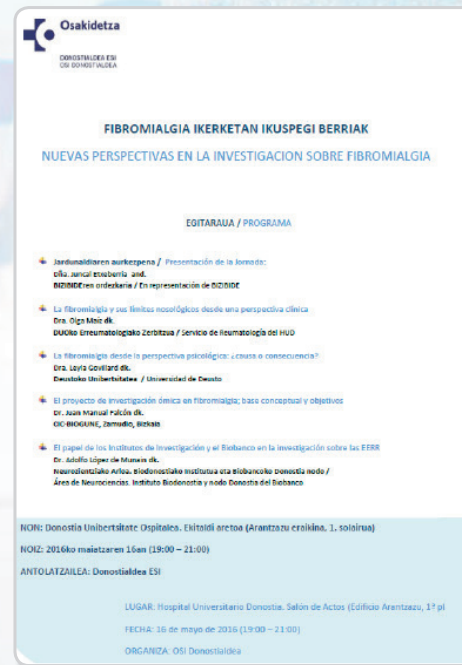 Osakidetza
DONOSTIALDEA ESI
OSI DONOSTIALDEA
FIBROMIALGIA IKERKETAN IKUSPEGI BERRIAK
NUEVAS PERSPECTIVAS EN LA INVESTIGACION SOBRE FIBROMIALGIA
EGITARAUA / PROGRAMA
Jardunaldiaren aurkezpena / Presentación de la Jornada:
Dña. Juncal Etxeberria and.
BIZIBIDEren ordezkaria / En representación de BIZIBIDE
La fibromialgia y sus límites nosológicos desde una perspectiva clínica
Dra. Olga Maiz dk.
DUOko Erreumatologiako Zerbitzua / Servicio de Reumatología del HUD
La fibromialgia desde la perspectiva psicológica: ¿causa o consecuencia?
Dra. Leyla Govillard dk.
Deustoko Unibertsitatea / Universidad de Deusto
El proyecto de investigación ómica en fibromialgia; base conceptual y objetivos
Dr. Juan Manual Falcón dk.
CIC-BIOGUNE, Zamudio, Bizkaia
El papel de los Institutos de Investigación y el Biobanco en la investigación sobre las EERR
Dr. Adolfo López de Munain dk.
Neurozientziako Arloa. Biodonostiako Institutua eta Biobancoko Donostia nodo /
Área de Neurociencias. Instituto Biodonostia y nodo Donostia del Biobanco
NON: Donostia Unibertsitate Ospitalea. Ekitaldi aretoa (Arantzazu eraikina, 1. solairua)
NOIZ: 2016ko maiatzaren 16an (19:00 – 21:00)
ANTOLATZAILEA: Donostialdea ESI
LUGAR: Hospital Universitario Donostia. Salón de Actos (Edificio Arantzazu, 1ª pl
FECHA: 16 de mayo de 2016 (19:00 – 21:00)
ORGANIZA: OSI Donostialdea